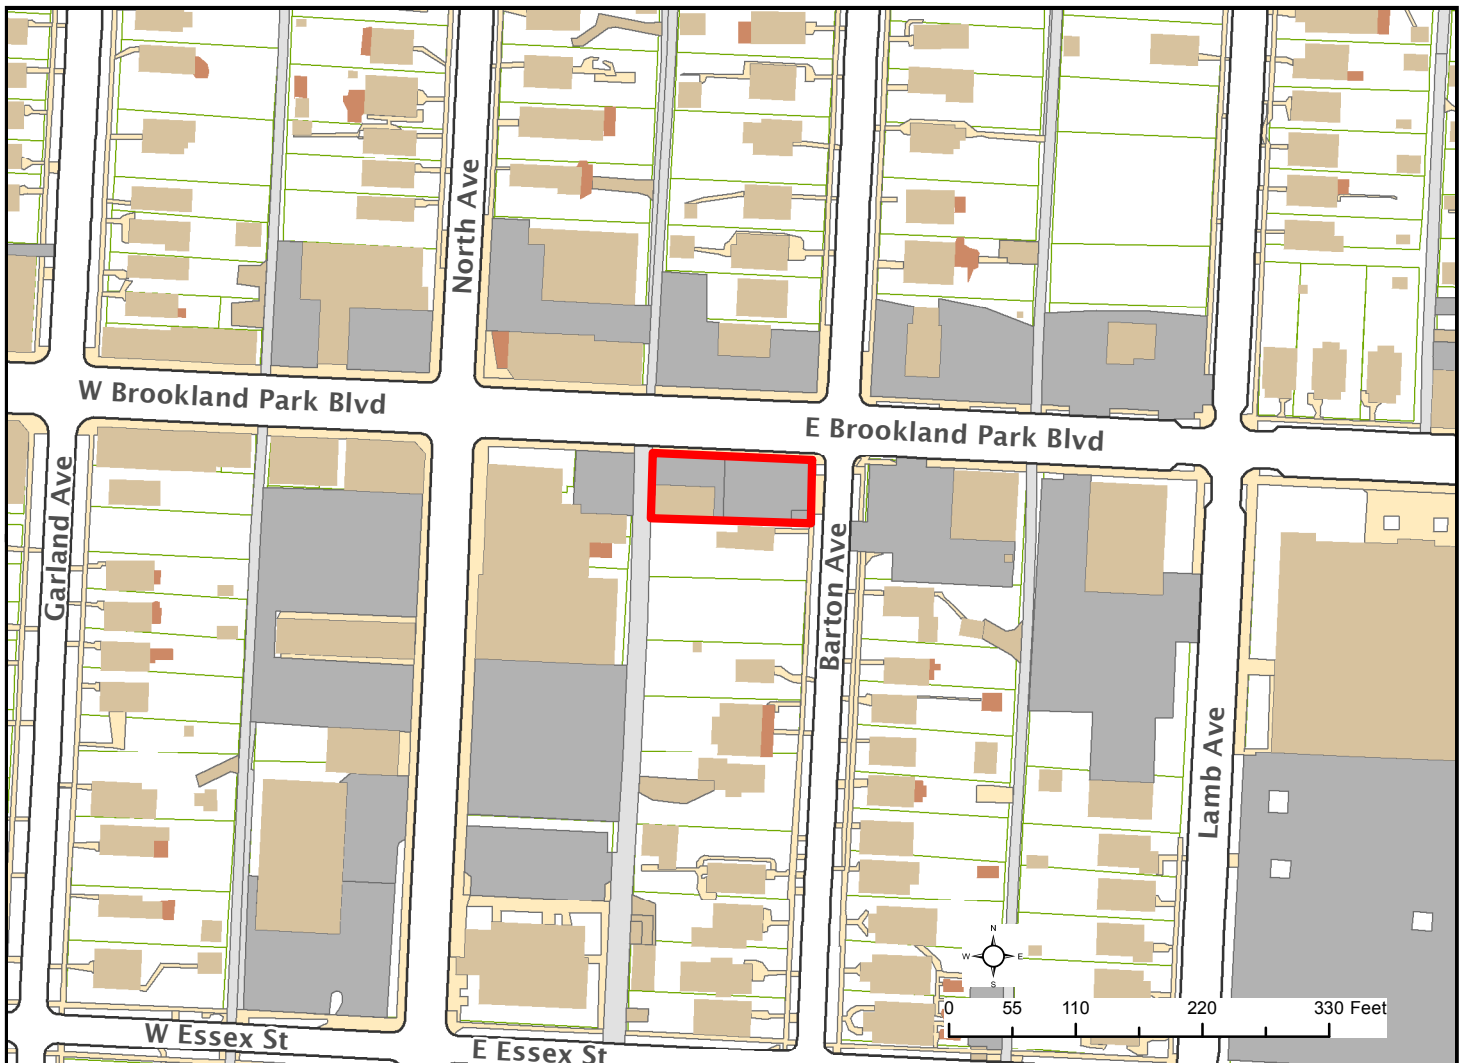 North Ave
W Brookland Park Blvd
E Brookland Park Blvd
Garland Ave
Barton Ave
Lamb Ave
N
W E
S
0 55 110 220 330 Feet
W Essex St
E Essex St